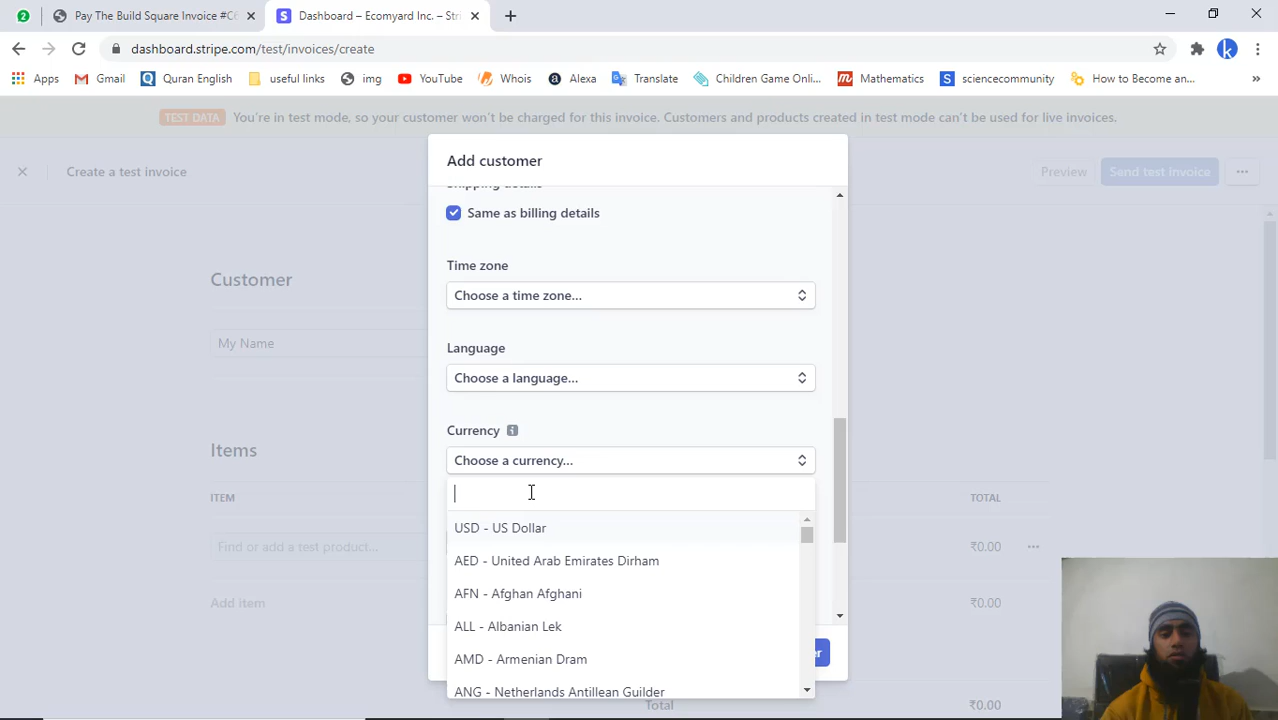 2
Pay The Build Square Invoice #C6
Dashboard – Ecomyard Inc. – Stri
dashboard.stripe.com/test/invoices/create
Apps
Gmail
Quran English
useful links
img
YouTube
Whois
Alexa
Translate
Children Game Onli...
Mathematics
sciencecommunity
How to Become an...
TEST DATA You're in test mode, so your customer won't be charged for this invoice. Customers and products created in test mode can't be used for live invoices.
Create a test invoice
Preview
Send test invoice
Add customer
Shipping details
Same as billing details
Customer
Time zone
Choose a time zone...
My Name
Language
Choose a language...
Currency
Items
Choose a currency...
ITEM
TOTAL
USD - US Dollar
Find or add a test product...
₹0.00
AED - United Arab Emirates Dirham
AFN - Afghan Afghani
Add item
₹0.00
ALL - Albanian Lek
AMD - Armenian Dram
ANG - Netherlands Antillean Guilder
Total
₹0.00